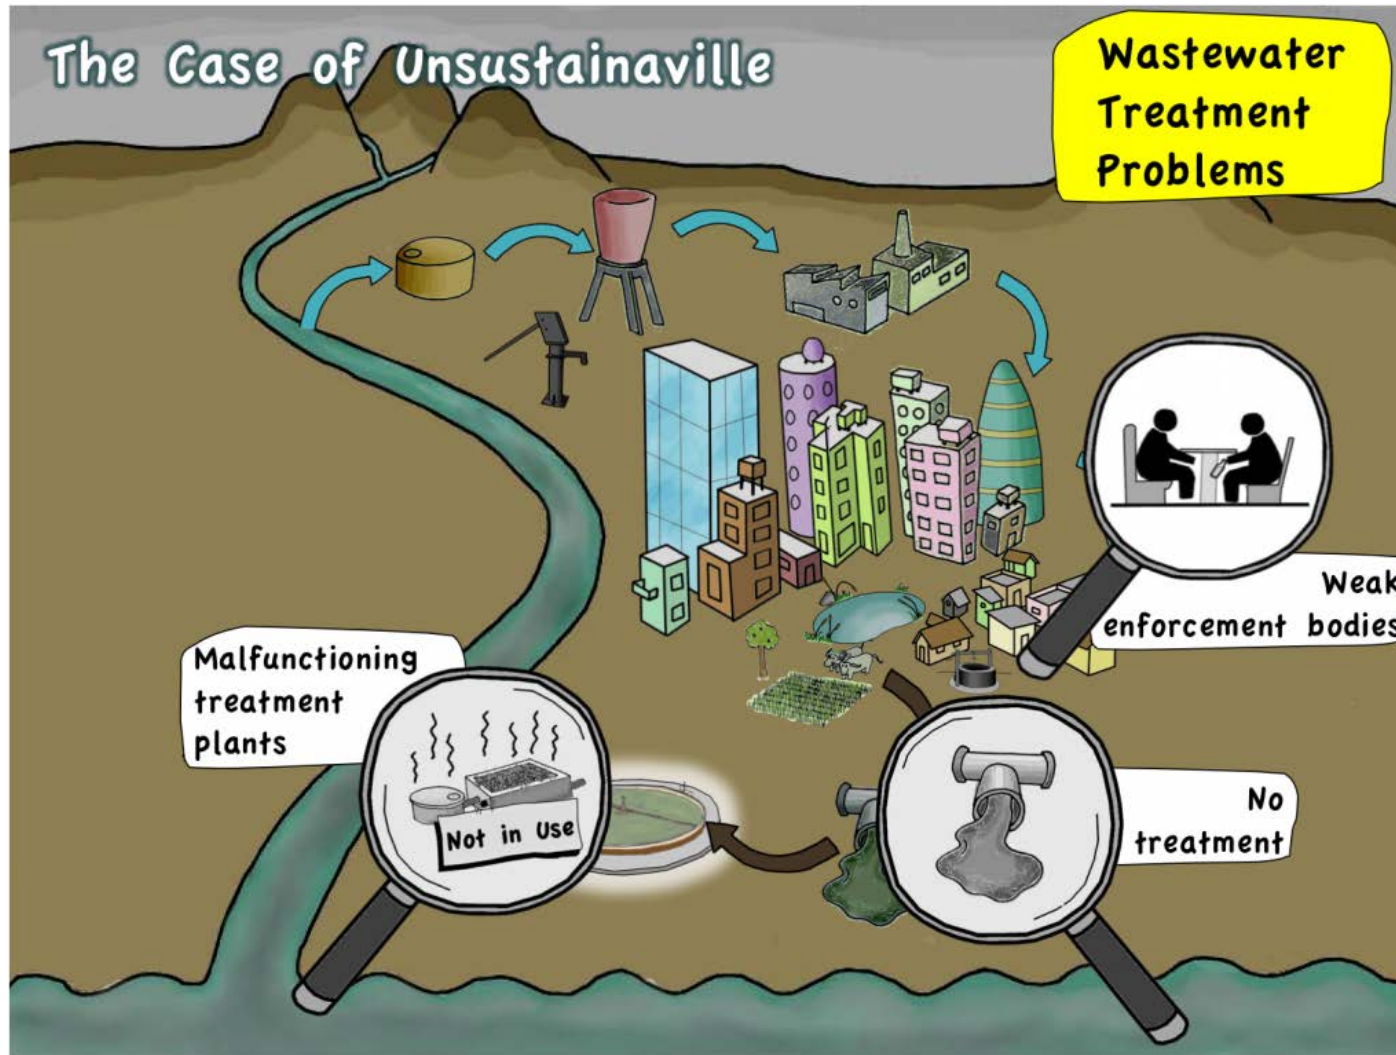 The Case of Unsustainaville
Wastewater
Treatment
Problems
Weak
enforcement bodies
Malfunctioning
treatment
plants
Not in Use
No
treatment